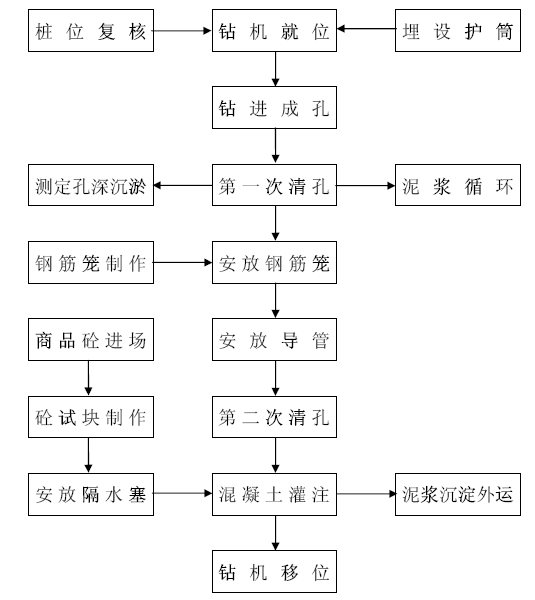 桩位复核
钻机就位
埋设护筒
钻进成孔
测定孔深沉淤
第一次清孔
泥浆循环
钢筋笼制作
安放钢筋笼
商品砼进场
安放导管
砼试块制作
第二次清孔
安放隔水塞
混凝土灌注
泥浆沉淀外运
钻机移位